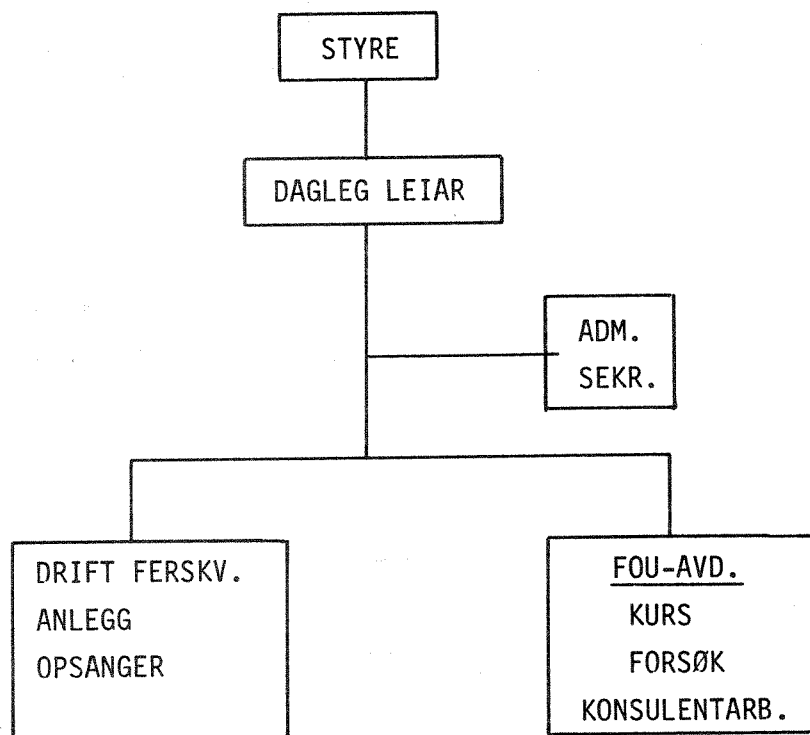 STYRE
DAGLEG LEIAR
ADM.
SEKR.
DRIFT FERSKV.
ANLEGG
OPSANGER
FOU-AVD.
KURS
FORSØK
KONSULENTARB.